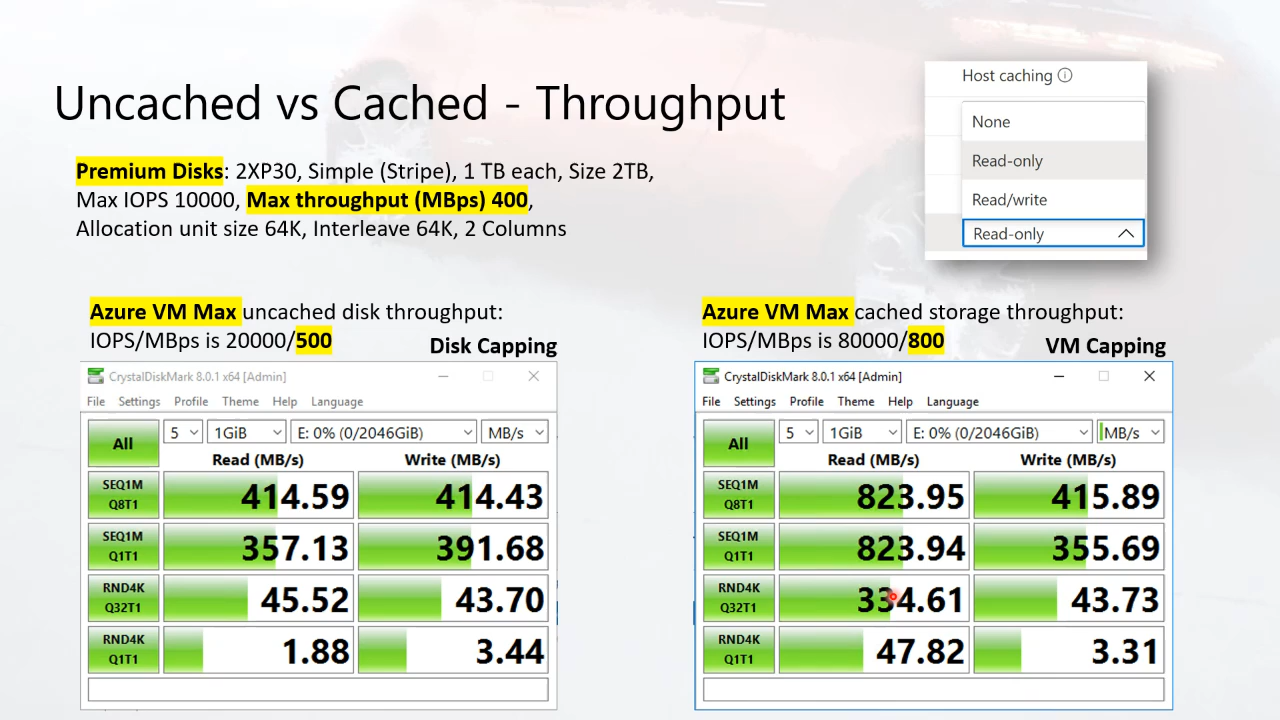 Uncached vs Cached - Throughput
Premium Disks: 2XP30, Simple (Stripe), 1 TB each, Size 2TB,
Max IOPS 10000, Max throughput (MBps) 400,
Allocation unit size 64K, Interleave 64K, 2 Columns
Host caching
None
Read-only
Read/write
Read-only
Azure VM Max uncached disk throughput:
IOPS/MBps is 20000/500
Disk Capping
CrystalDiskMark 8.0.1 x64 [Admin]
File Settings Profile Theme Help Language
All 5 1GiB E: 0% (0/2046GiB) MB/s
Read (MB/s) Write (MB/s)
SEQ1M
Q8T1 414.59 414.43
SEQ1M
Q1T1 357.13 391.68
RND4K
Q32T1 45.52 43.70
RND4K
Q1T1 1.88 3.44
Azure VM Max cached storage throughput:
IOPS/MBps is 80000/800
VM Capping
CrystalDiskMark 8.0.1 x64 [Admin]
File Settings Profile Theme Help Language
All 5 1GiB E: 0% (0/2046GiB) MB/s
Read (MB/s) Write (MB/s)
SEQ1M
Q8T1 823.95 415.89
SEQ1M
Q1T1 823.94 355.69
RND4K
Q32T1 334.61 43.73
RND4K
Q1T1 47.82 3.31